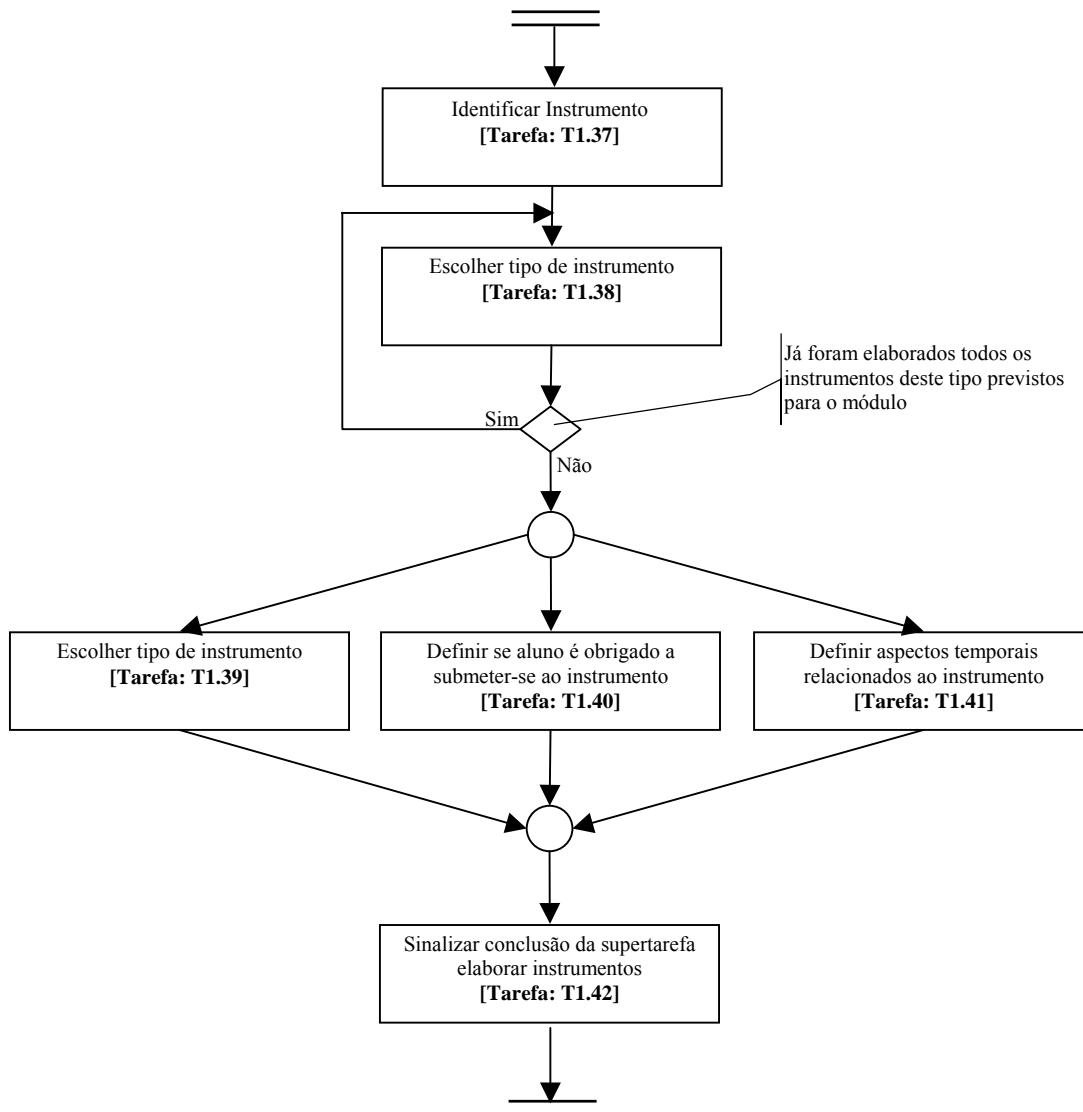 Identificar Instrumento
[Tarefa: T1.37]
Escolher tipo de instrumento
[Tarefa: T1.38]
Já foram elaborados todos os
instrumentos deste tipo previstos
para o módulo
Sim
Não
Escolher tipo de instrumento
[Tarefa: T1.39]
Definir se aluno é obrigado a
submeter-se ao instrumento
[Tarefa: T1.40]
Definir aspectos temporais
relacionados ao instrumento
[Tarefa: T1.41]
Sinalizar conclusão da supertarefa
elaborar instrumentos
[Tarefa: T1.42]